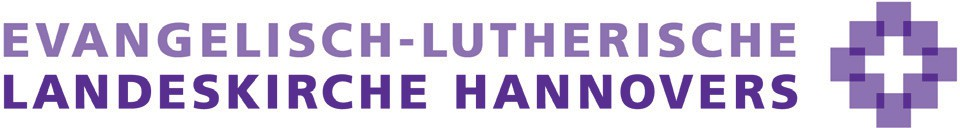 EVANGELISCH-LUTHERISCHE
LANDESKIRCHE HANNOVERS